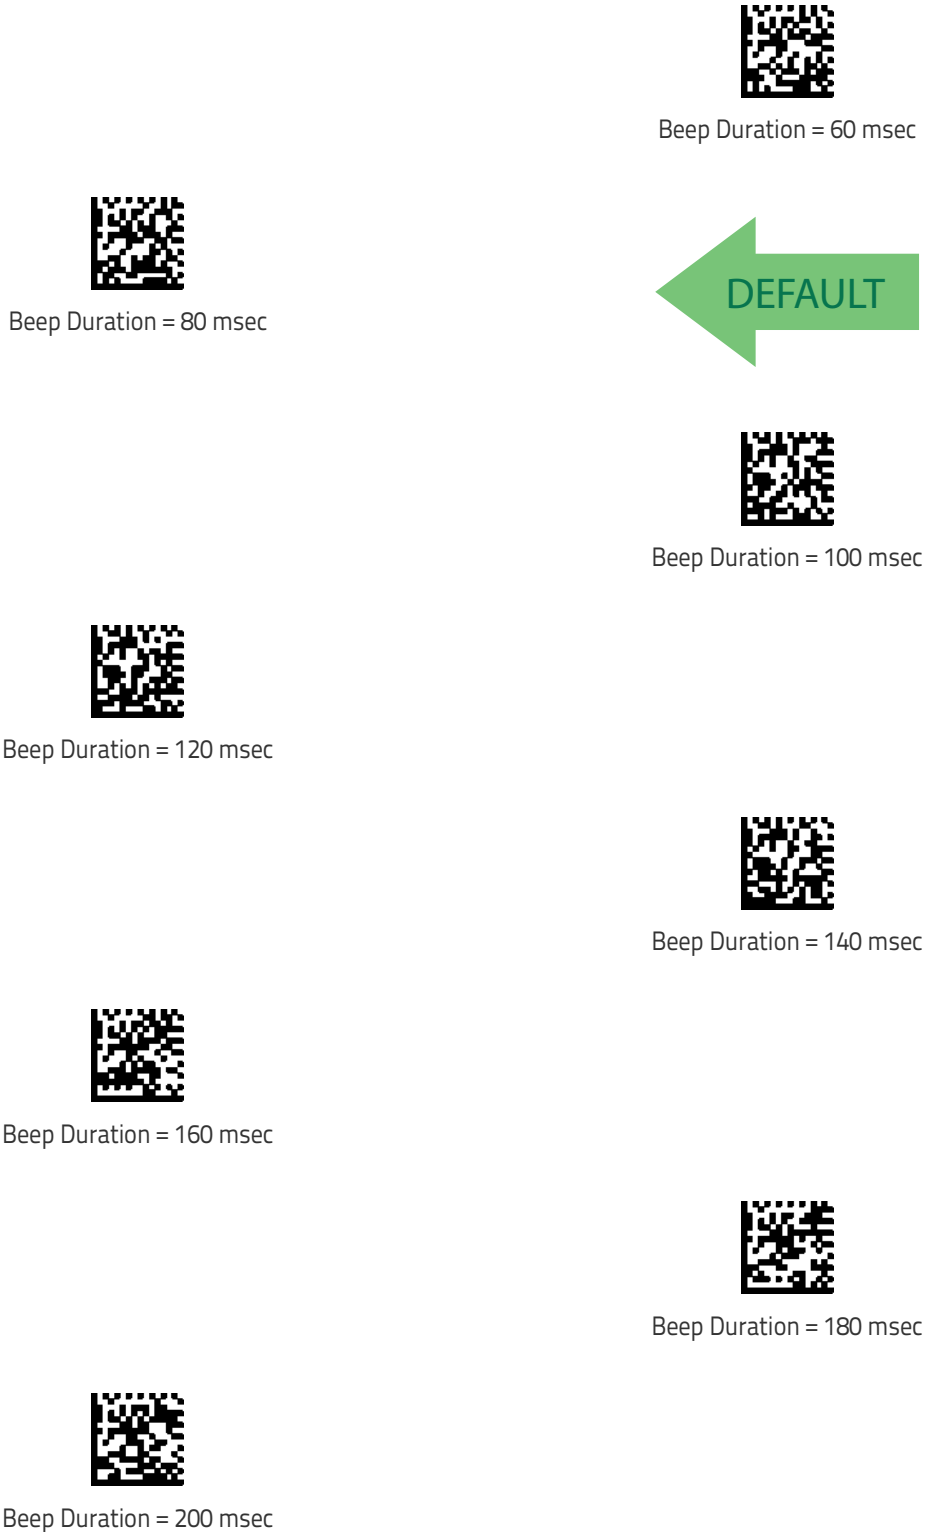 Beep Duration = 60 msec
Beep Duration = 80 msec
DEFAULT
Beep Duration = 100 msec
Beep Duration = 120 msec
Beep Duration = 140 msec
Beep Duration = 160 msec
Beep Duration = 180 msec
Beep Duration = 200 msec